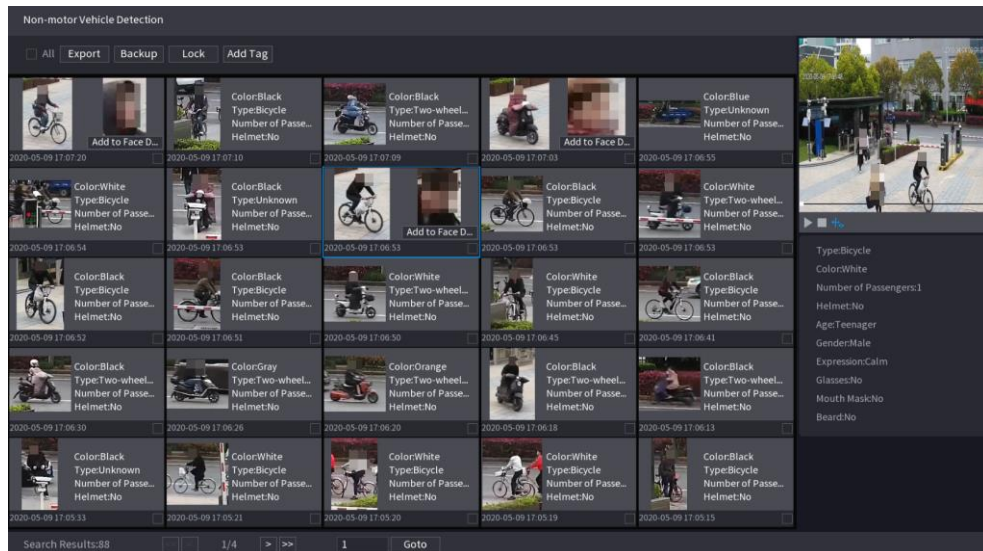 Non-motor Vehicle Detection
All Export Backup Lock Add Tag
Add to Face D...
2020-05-09 17:07:20
Color:Black
Type:Bicycle
Number of Passe...
Helmet:No
2020-05-09 17:07:10
Color:Black
Type:Two-wheel...
Number of Passe...
Helmet:No
2020-05-09 17:07:09
Add to Face D...
2020-05-09 17:07:03
Color:Blue
Type:Unknown
Number of Passe...
Helmet:No
2020-05-09 17:06:55
Color:White
Type:Bicycle
Number of Passe...
Helmet:No
2020-05-09 17:06:54
Color:Black
Type:Unknown
Number of Passe...
Helmet:No
2020-05-09 17:06:53
Add to Face D...
2020-05-09 17:06:53
Color:Black
Type:Bicycle
Number of Passe...
Helmet:No
2020-05-09 17:06:53
Color:White
Type:Two-wheel...
Number of Passe...
Helmet:No
2020-05-09 17:06:53
Color:Black
Type:Bicycle
Number of Passe...
Helmet:No
2020-05-09 17:06:52
Color:Black
Type:Bicycle
Number of Passe...
Helmet:No
2020-05-09 17:06:51
Color:White
Type:Two-wheel...
Number of Passe...
Helmet:No
2020-05-09 17:06:50
Color:White
Type:Bicycle
Number of Passe...
Helmet:No
2020-05-09 17:06:45
Color:Black
Type:Bicycle
Number of Passe...
Helmet:No
2020-05-09 17:06:41
Color:Black
Type:Two-wheel...
Number of Passe...
Helmet:No
2020-05-09 17:06:30
Color:Gray
Type:Two-wheel...
Number of Passe...
Helmet:No
2020-05-09 17:06:26
Color:Orange
Type:Two-wheel...
Number of Passe...
Helmet:No
2020-05-09 17:06:20
Color:Black
Type:Two-wheel...
Number of Passe...
Helmet:No
2020-05-09 17:06:18
Color:Black
Type:Two-wheel...
Number of Passe...
Helmet:No
2020-05-09 17:06:13
Color:Black
Type:Unknown
Number of Passe...
Helmet:No
2020-05-09 17:05:33
Color:White
Type:Bicycle
Number of Passe...
Helmet:No
2020-05-09 17:05:21
Color:White
Type:Bicycle
Number of Passe...
Helmet:No
2020-05-09 17:05:20
Color:White
Type:Bicycle
Number of Passe...
Helmet:No
2020-05-09 17:05:19
Color:Black
Type:Bicycle
Number of Passe...
Helmet:No
2020-05-09 17:05:15
Type:Bicycle
Color:White
Number of Passengers:1
Helmet:No
Age:Teenager
Gender:Male
Expression:Calm
Glasses:No
Mouth Mask:No
Beard:No
Search Results:88 1/4 > >> 1 Goto